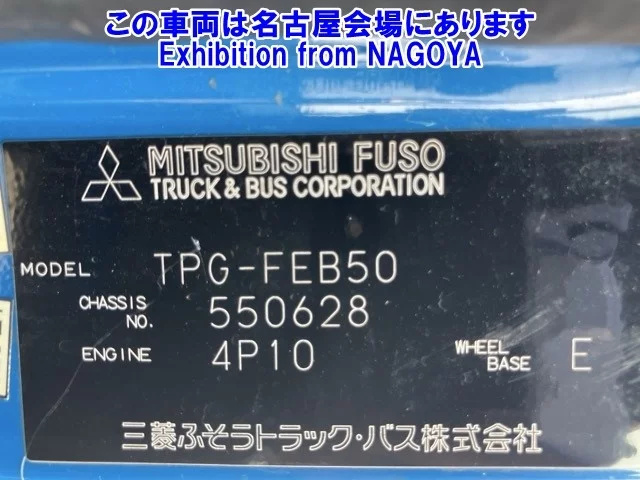 この車両は名古屋会場にあります
Exhibition from NAGOYA
MITSUBISHI FUSO
TRUCK & BUS CORPORATION
MODEL TPG-FEB50
CHASSIS NO. 550628
ENGINE 4P10 WHEEL BASE E
三菱ふそうトラック・バス株式会社